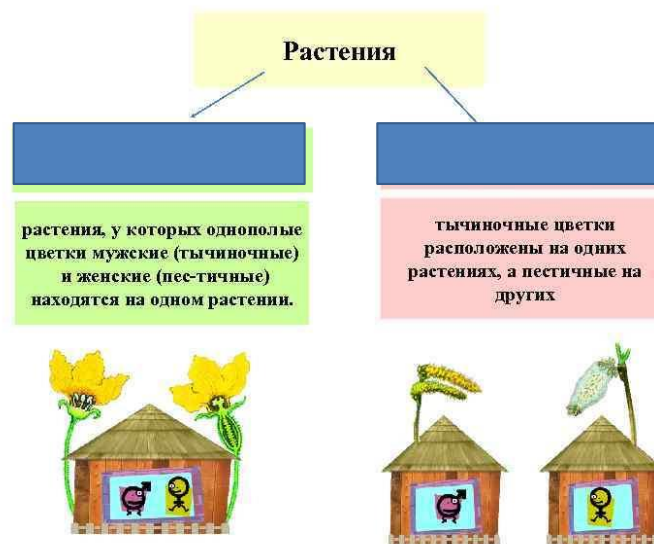 Растения
растения, у которых однополые
цветки мужские (тычиночные)
и женские (пес-тичные)
находятся на одном растении.
тычиночные цветки
расположены на одних
растениях, а пестичные на
других